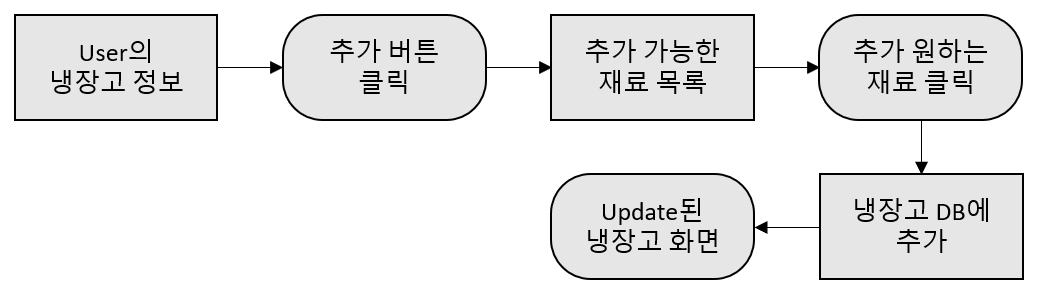 User의
냉장고 정보
추가 버튼
클릭
추가 가능한
재료 목록
추가 원하는
재료 클릭
냉장고 DB에
추가
Update된
냉장고 화면